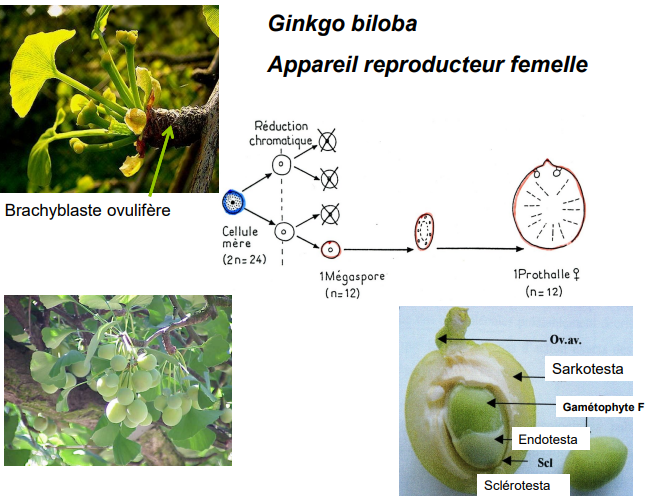 Ginkgo biloba
Appareil reproducteur femelle
Réduction
chromatique
Brachyblaste ovulifère
Cellule
mère
(2n=24)
1Mégaspore
(n=12)
1Prothalle ♀
(n=12)
Ov.av.
Sarkotesta
Gamétophyte F
Endotesta
Scl
Sclérotesta